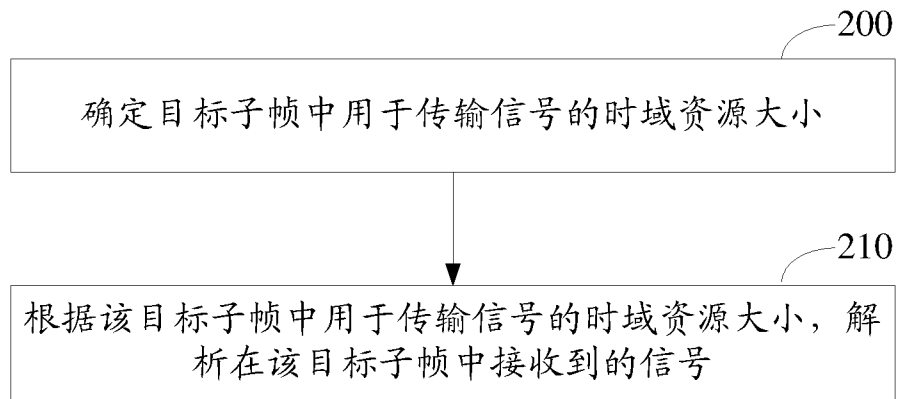 200
确定目标子帧中用于传输信号的时域资源大小
210
根据该目标子帧中用于传输信号的时域资源大小，解
析在该目标子帧中接收到的信号